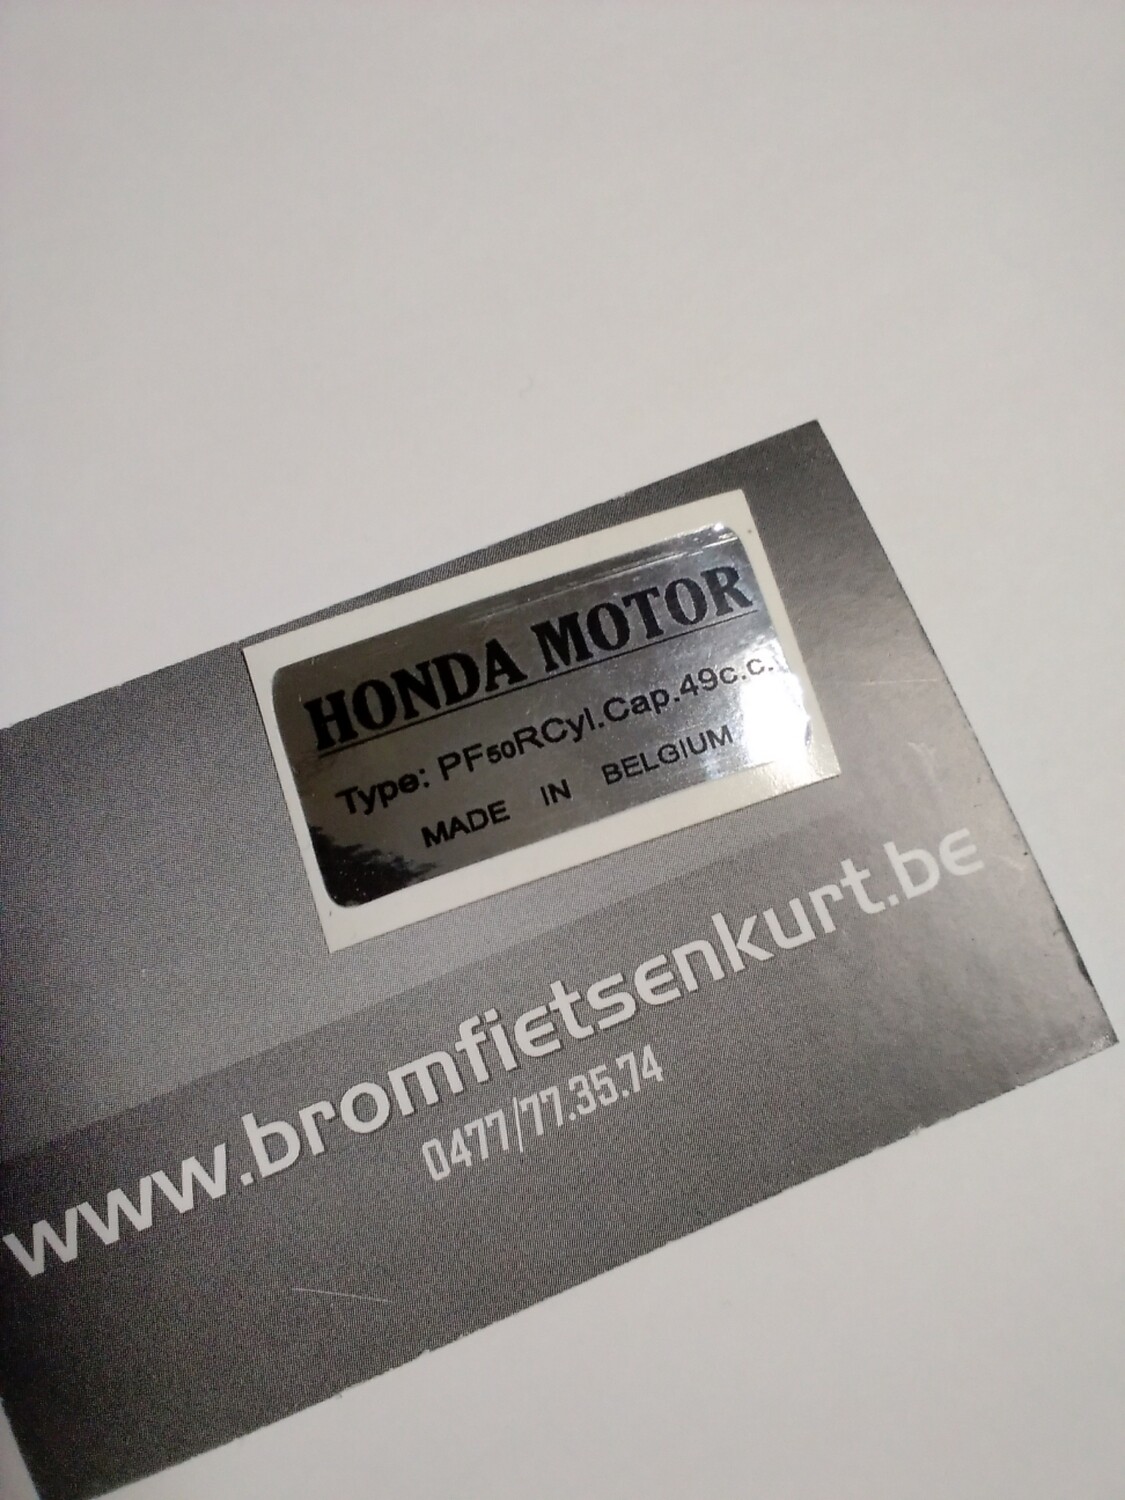 HONDA MOTOR
Type: PF50RCyl.Cap.49c.c.
MADE IN BELGIUM
www.bromfietsenkurt.be
0477/77.35.74